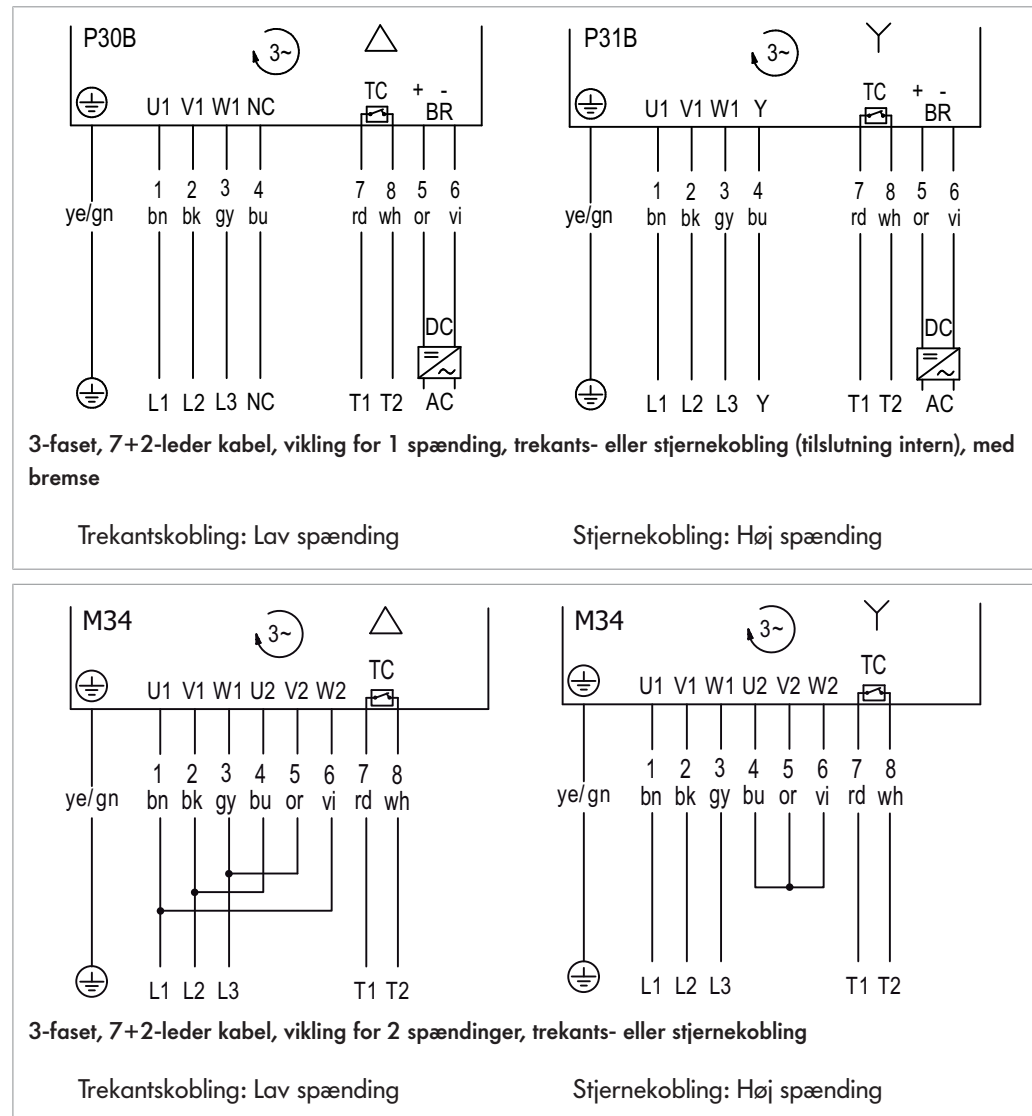 P30B
3~
TC
+ -
BR
U1 V1 W1 NC
1 2 3 4 7 8 5 6
ye/gn bn bk gy bu rd wh or vi
DC
L1 L2 L3 NC T1 T2 AC
P31B
3~
TC
+ -
BR
U1 V1 W1 Y
1 2 3 4 7 8 5 6
ye/gn bn bk gy bu rd wh or vi
DC
L1 L2 L3 Y T1 T2 AC
3-faset, 7+2-leder kabel, vikling for 1 spænding, trekants- eller stjernekobling (tilslutning intern), med
bremse
Trekantskobling: Lav spænding
Stjernekobling: Høj spænding
M34
3~
TC
U1 V1 W1 U2 V2 W2
1 2 3 4 5 6 7 8
ye/gn bn bk gy bu or vi rd wh
L1 L2 L3 T1 T2
M34
3~
TC
U1 V1 W1 U2 V2 W2
1 2 3 4 5 6 7 8
ye/gn bn bk gy bu or vi rd wh
L1 L2 L3 T1 T2
3-faset, 7+2-leder kabel, vikling for 2 spændinger, trekants- eller stjernekobling
Trekantskobling: Lav spænding
Stjernekobling: Høj spænding